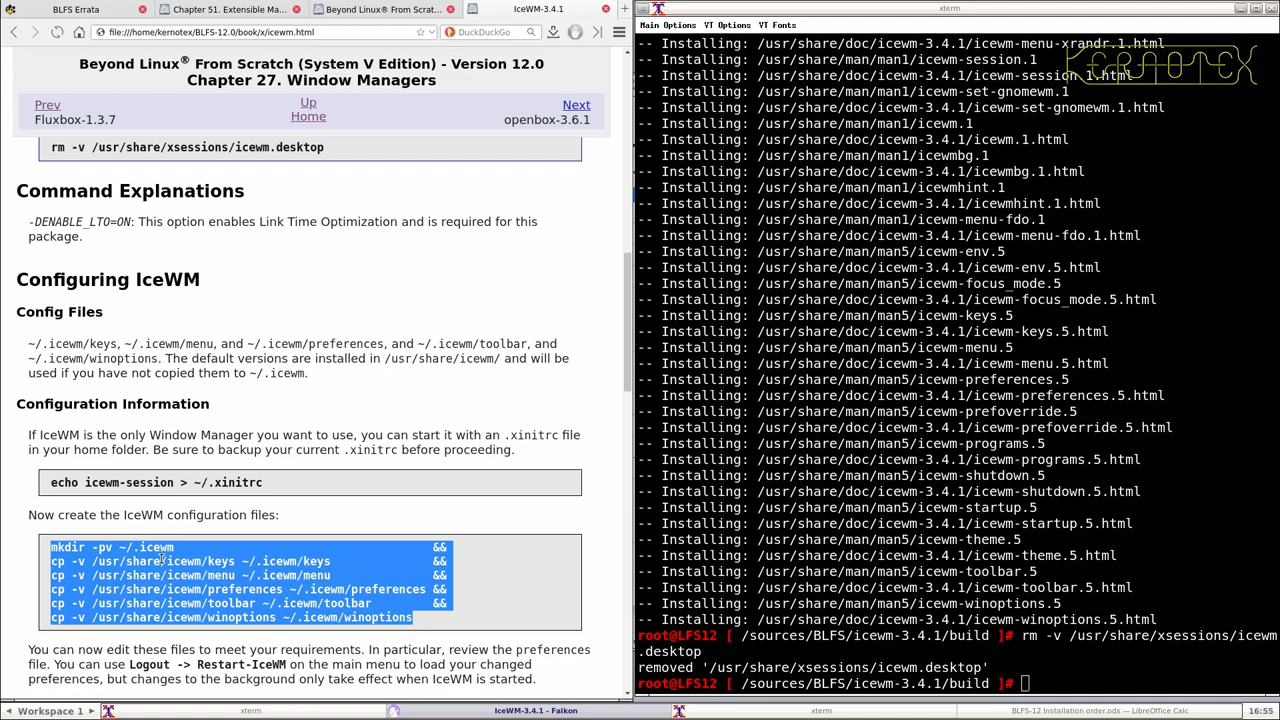 BLFS Errata
Chapter 51. Extensible Ma...
Beyond Linux® From Scrat...
IceWM-3.4.1
file:///home/kernotex/BLFS-12.0/book/x/icewm.html
DuckDuckGo
Beyond Linux® From Scratch (System V Edition) - Version 12.0
Chapter 27. Window Managers
Prev
Up
Next
Fluxbox-1.3.7
Home
openbox-3.6.1
rm -v /usr/share/xsessions/icewm.desktop
Command Explanations
-DENABLE_LTO=ON: This option enables Link Time Optimization and is required for this
package.
Configuring IceWM
Config Files
~/.icewm/keys, ~/.icewm/menu, and ~/.icewm/preferences, and ~/.icewm/toolbar, and
~/.icewm/winoptions. The default versions are installed in /usr/share/icewm/ and will be
used if you have not copied them to ~/.icewm.
Configuration Information
If IceWM is the only Window Manager you want to use, you can start it with an .xinitrc file
in your home folder. Be sure to backup your current .xinitrc before proceeding.
echo icewm-session > ~/.xinitrc
Now create the IceWM configuration files:
mkdir -pv ~/.icewm &&
cp -v /usr/share/icewm/keys ~/.icewm/keys &&
cp -v /usr/share/icewm/menu ~/.icewm/menu &&
cp -v /usr/share/icewm/preferences ~/.icewm/preferences &&
cp -v /usr/share/icewm/toolbar ~/.icewm/toolbar &&
cp -v /usr/share/icewm/winoptions ~/.icewm/winoptions
You can now edit these files to meet your requirements. In particular, review the preferences
file. You can use Logout -> Restart-IceWM on the main menu to load your changed
preferences, but changes to the background only take effect when IceWM is started.
xterm
Main Options VT Options VT Fonts
KERNOTEX
-- Installing: /usr/share/doc/icewm-3.4.1/icewm-menu-xrandr.1.html
-- Installing: /usr/share/man/man1/icewm-session.1
-- Installing: /usr/share/doc/icewm-3.4.1/icewm-session.1.html
-- Installing: /usr/share/man/man1/icewm-set-gnomewm.1
-- Installing: /usr/share/doc/icewm-3.4.1/icewm-set-gnomewm.1.html
-- Installing: /usr/share/man/man1/icewm.1
-- Installing: /usr/share/doc/icewm-3.4.1/icewm.1.html
-- Installing: /usr/share/man/man1/icewmbg.1
-- Installing: /usr/share/doc/icewm-3.4.1/icewmbg.1.html
-- Installing: /usr/share/man/man1/icewmhint.1
-- Installing: /usr/share/doc/icewm-3.4.1/icewmhint.1.html
-- Installing: /usr/share/man/man1/icewm-menu-fdo.1
-- Installing: /usr/share/doc/icewm-3.4.1/icewm-menu-fdo.1.html
-- Installing: /usr/share/man/man5/icewm-env.5
-- Installing: /usr/share/doc/icewm-3.4.1/icewm-env.5.html
-- Installing: /usr/share/man/man5/icewm-focus_mode.5
-- Installing: /usr/share/doc/icewm-3.4.1/icewm-focus_mode.5.html
-- Installing: /usr/share/man/man5/icewm-keys.5
-- Installing: /usr/share/doc/icewm-3.4.1/icewm-keys.5.html
-- Installing: /usr/share/man/man5/icewm-menu.5
-- Installing: /usr/share/doc/icewm-3.4.1/icewm-menu.5.html
-- Installing: /usr/share/man/man5/icewm-preferences.5
-- Installing: /usr/share/doc/icewm-3.4.1/icewm-preferences.5.html
-- Installing: /usr/share/man/man5/icewm-prefoverride.5
-- Installing: /usr/share/doc/icewm-3.4.1/icewm-prefoverride.5.html
-- Installing: /usr/share/man/man5/icewm-programs.5
-- Installing: /usr/share/doc/icewm-3.4.1/icewm-programs.5.html
-- Installing: /usr/share/man/man5/icewm-shutdown.5
-- Installing: /usr/share/doc/icewm-3.4.1/icewm-shutdown.5.html
-- Installing: /usr/share/man/man5/icewm-startup.5
-- Installing: /usr/share/doc/icewm-3.4.1/icewm-startup.5.html
-- Installing: /usr/share/man/man5/icewm-theme.5
-- Installing: /usr/share/doc/icewm-3.4.1/icewm-theme.5.html
-- Installing: /usr/share/man/man5/icewm-toolbar.5
-- Installing: /usr/share/doc/icewm-3.4.1/icewm-toolbar.5.html
-- Installing: /usr/share/man/man5/icewm-winoptions.5
-- Installing: /usr/share/doc/icewm-3.4.1/icewm-winoptions.5.html
root@LFS12 [ /sources/BLFS/icewm-3.4.1/build ]# rm -v /usr/share/xsessions/icewm
.desktop
removed '/usr/share/xsessions/icewm.desktop'
root@LFS12 [ /sources/BLFS/icewm-3.4.1/build ]#
Workspace 1
xterm
IceWM-3.4.1 - Falkon
xterm
BLFS-12 Installation order.ods — LibreOffice Calc
16:55